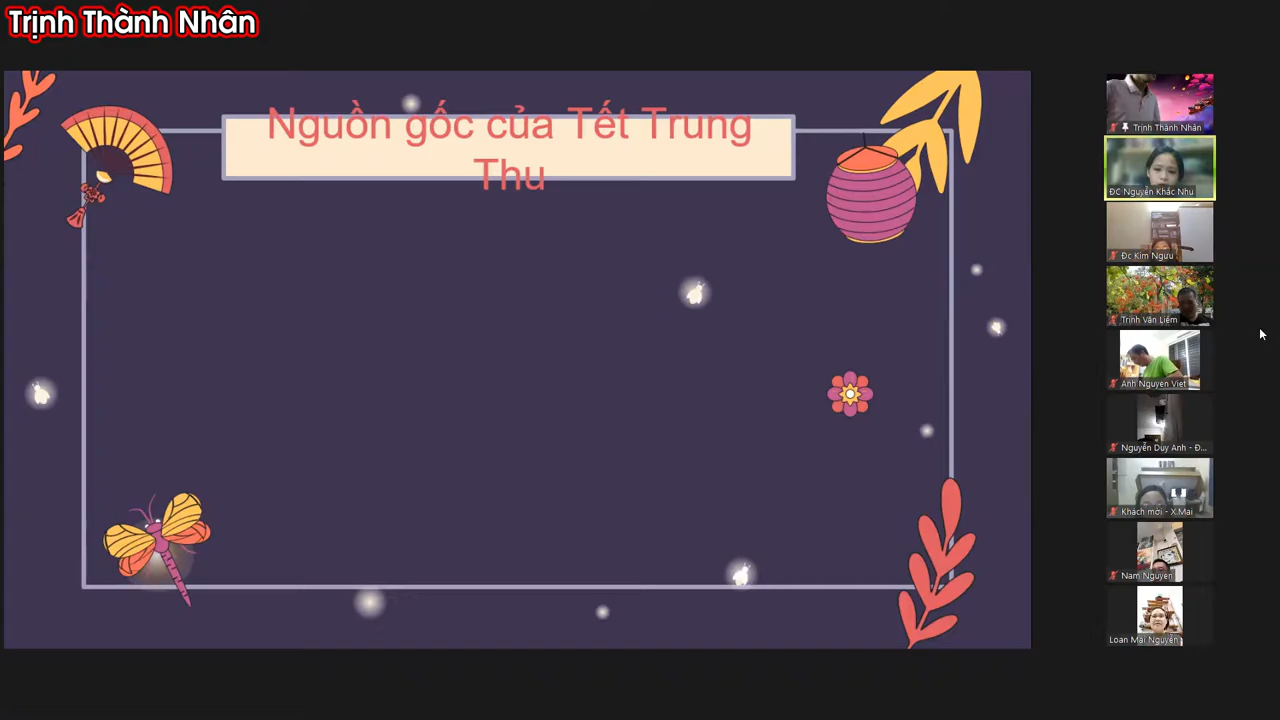 Trịnh Thành Nhân
Nguồn gốc của Tết Trung
Thu
Trịnh Thành Nhân
ĐC Nguyễn Khắc Nhu
Đc Kim Ngưu
Trịnh Văn Liêm
Anh Nguyen Viet
Nguyễn Duy Anh - Đ...
Khách mời - X.Mai
Nam Nguyen
Loan Mai Nguyễn